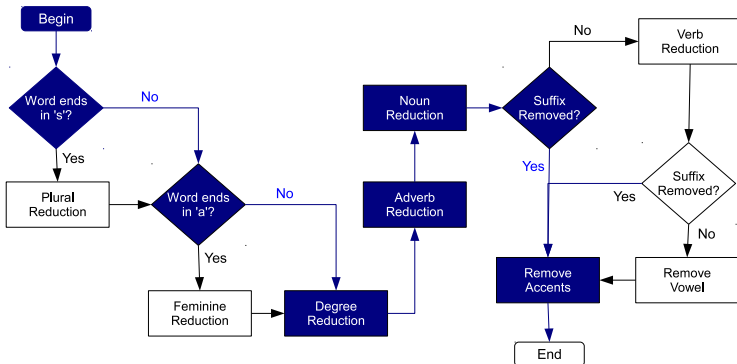 Begin
Word ends
in 's'?
No
Yes
Plural
Reduction
Word ends
in 'a'?
No
Yes
Feminine
Reduction
Degree
Reduction
Adverb
Reduction
Noun
Reduction
Suffix
Removed?
No
Yes
Verb
Reduction
Suffix
Removed?
Yes
No
Remove
Vowel
Remove
Accents
End